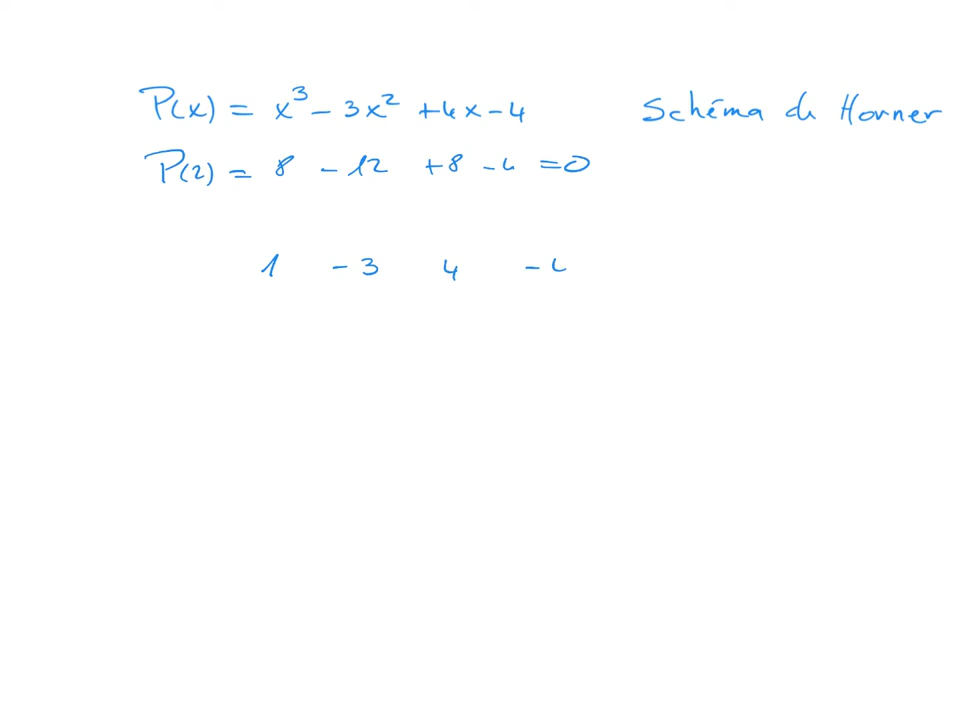 P(x) = x³ - 3x² + 4x - 4 Schéma de Horner
P(2) = 8 - 12 + 8 - 4 = 0
1 - 3 4 - 4